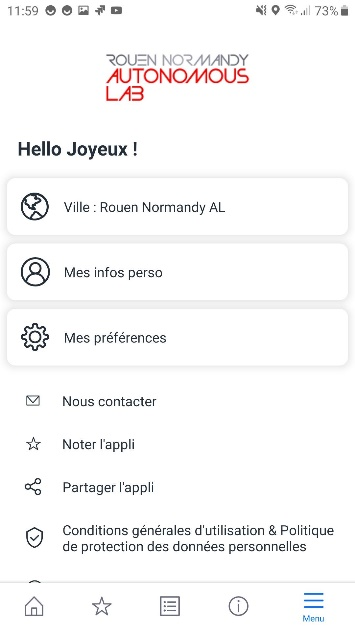 11:59
73%
ROUEN NORMANDY
AUTONOMOUS
LAB
Hello Joyeux !
Ville : Rouen Normandy AL
Mes infos perso
Mes préférences
Nous contacter
Noter l'appli
Partager l'appli
Conditions générales d'utilisation & Politique
de protection des données personnelles
Menu